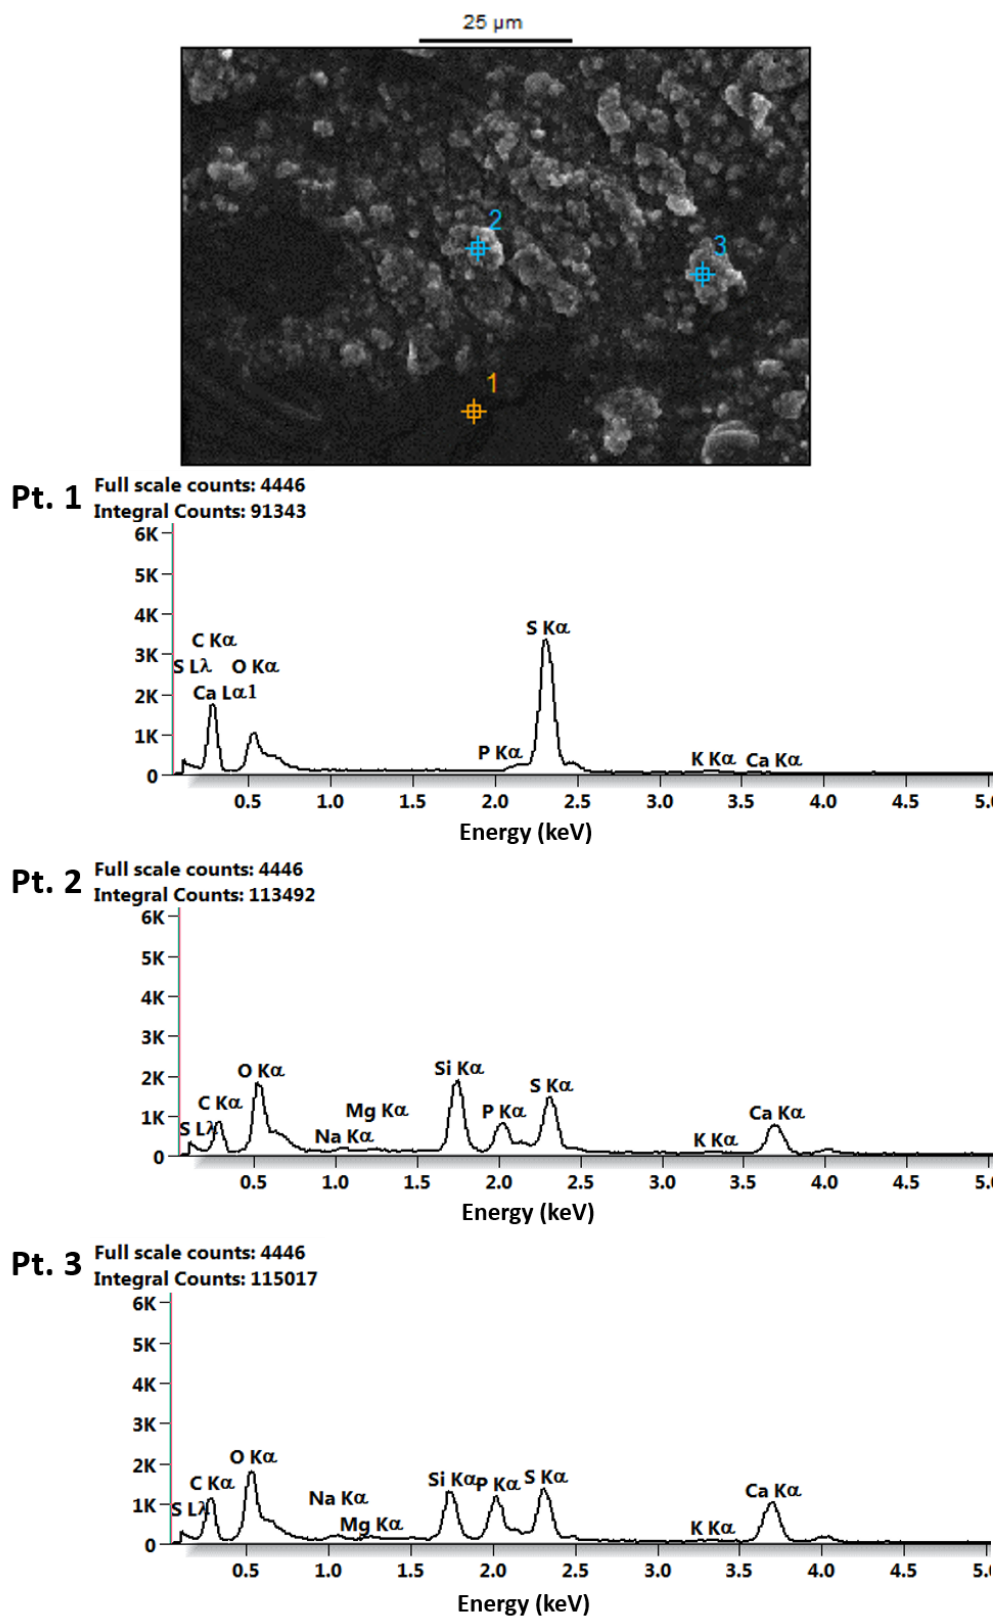 25 µm
2
3
1
Pt. 1
Full scale counts: 4446
Integral Counts: 91343
6K
5K
4K
3K
2K
1K
0
C Kα
S Lλ O Kα
Ca Lα1
S Kα
P Kα
K Kα Ca Kα
0.5 1.0 1.5 2.0 2.5 3.0 3.5 4.0 4.5 5.0
Energy (keV)
Pt. 2
Full scale counts: 4446
Integral Counts: 113492
6K
5K
4K
3K
2K
1K
0
O Kα
C Kα
S Lλ
Na Kα
Mg Kα
Si Kα
P Kα
S Kα
K Kα
Ca Kα
0.5 1.0 1.5 2.0 2.5 3.0 3.5 4.0 4.5 5.0
Energy (keV)
Pt. 3
Full scale counts: 4446
Integral Counts: 115017
6K
5K
4K
3K
2K
1K
0
O Kα
C Kα
S Lλ
Na Kα
Mg Kα
Si Kα P Kα S Kα
K Kα
Ca Kα
0.5 1.0 1.5 2.0 2.5 3.0 3.5 4.0 4.5 5.0
Energy (keV)